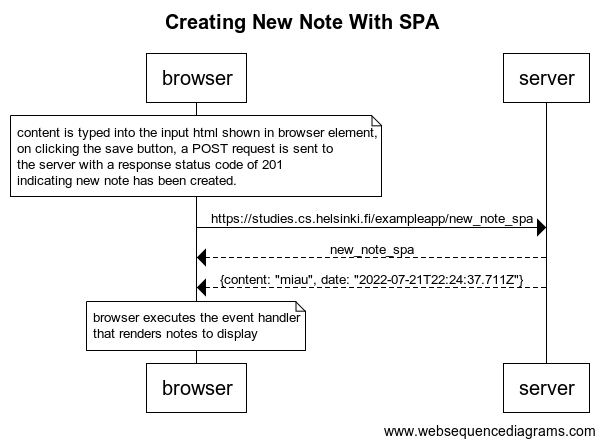 Creating New Note With SPA
browser
server
content is typed into the input html shown in browser element,
on clicking the save button, a POST request is sent to
the server with a response status code of 201
indicating new note has been created.
https://studies.cs.helsinki.fi/exampleapp/new_note_spa
new_note_spa
{content: "miau", date: "2022-07-21T22:24:37.711Z"}
browser executes the event handler
that renders notes to display
browser
server
www.websequencediagrams.com